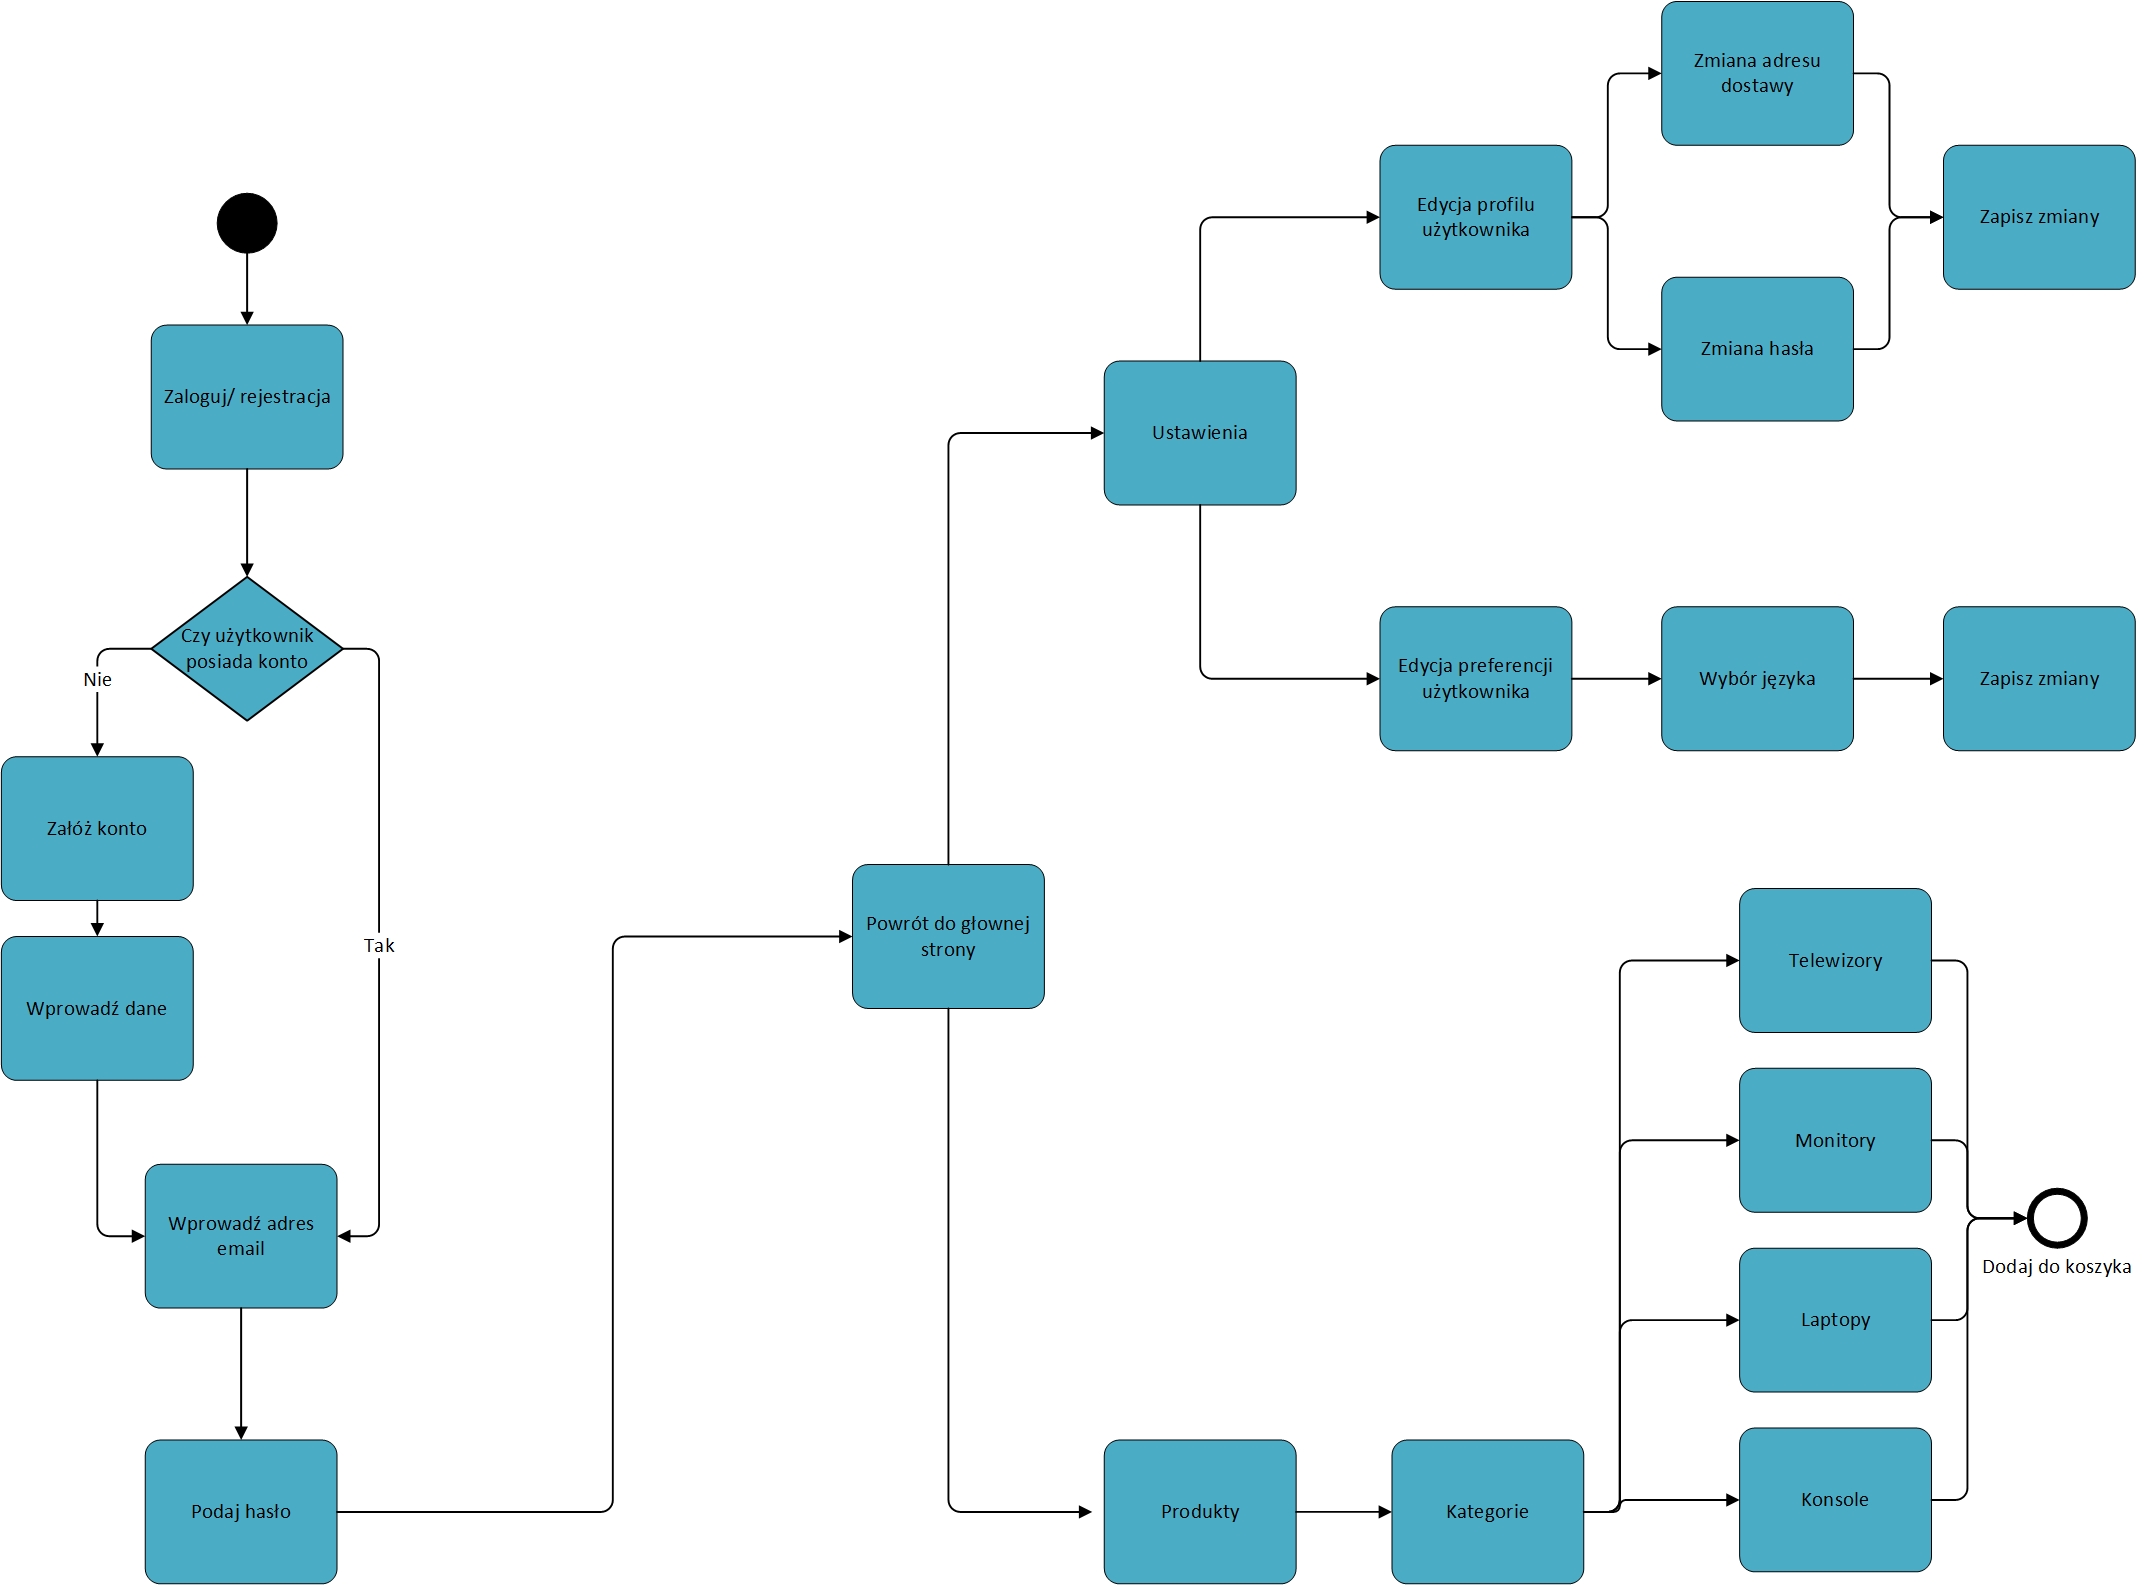 Zaloguj/ rejestracja
Czy użytkownik
posiada konto
Nie
Tak
Załóż konto
Wprowadź dane
Wprowadź adres
email
Podaj hasło
Powrót do głownej
strony
Ustawienia
Edycja profilu
użytkownika
Zmiana adresu
dostawy
Zmiana hasła
Zapisz zmiany
Edycja preferencji
użytkownika
Wybór języka
Zapisz zmiany
Produkty
Kategorie
Telewizory
Monitory
Laptopy
Konsole
Dodaj do koszyka